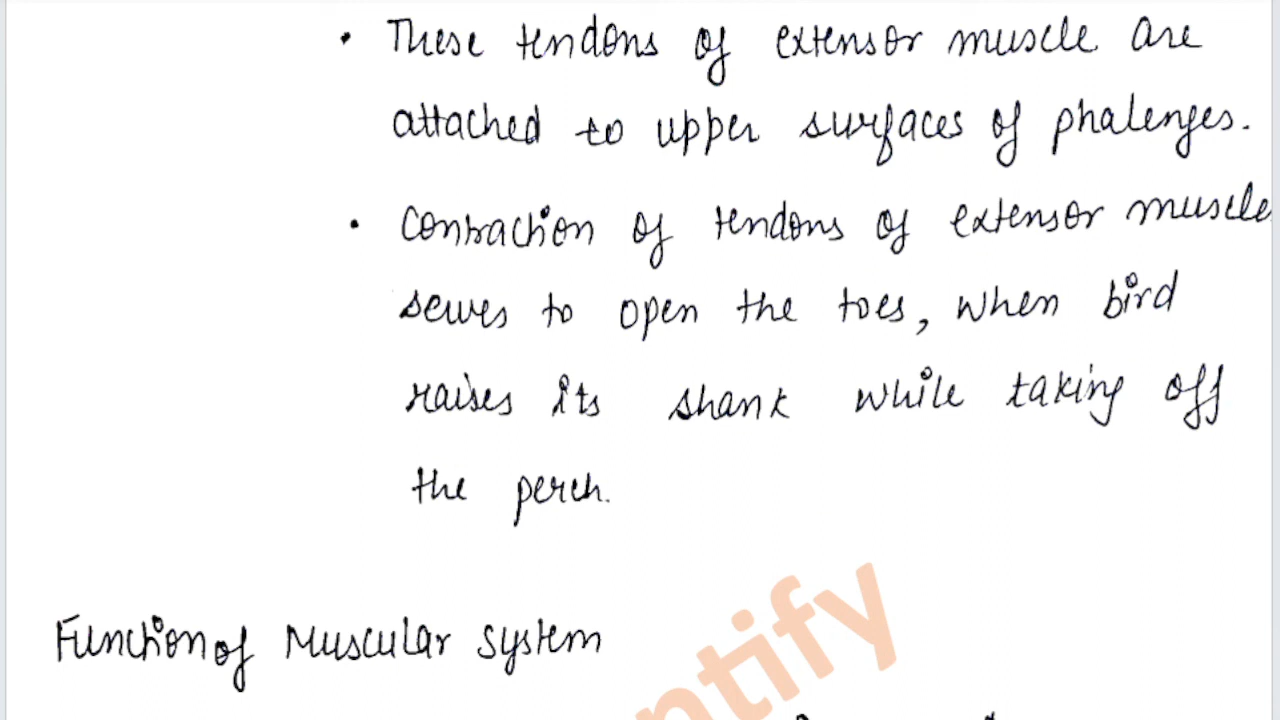 • These tendons of extensor muscle are
attached to upper surfaces of phalenges.
• Contraction of tendons of extensor muscle
serves to open the toes, when bird
raises its shank while taking off
the perch.
Function of Muscular system
ntify